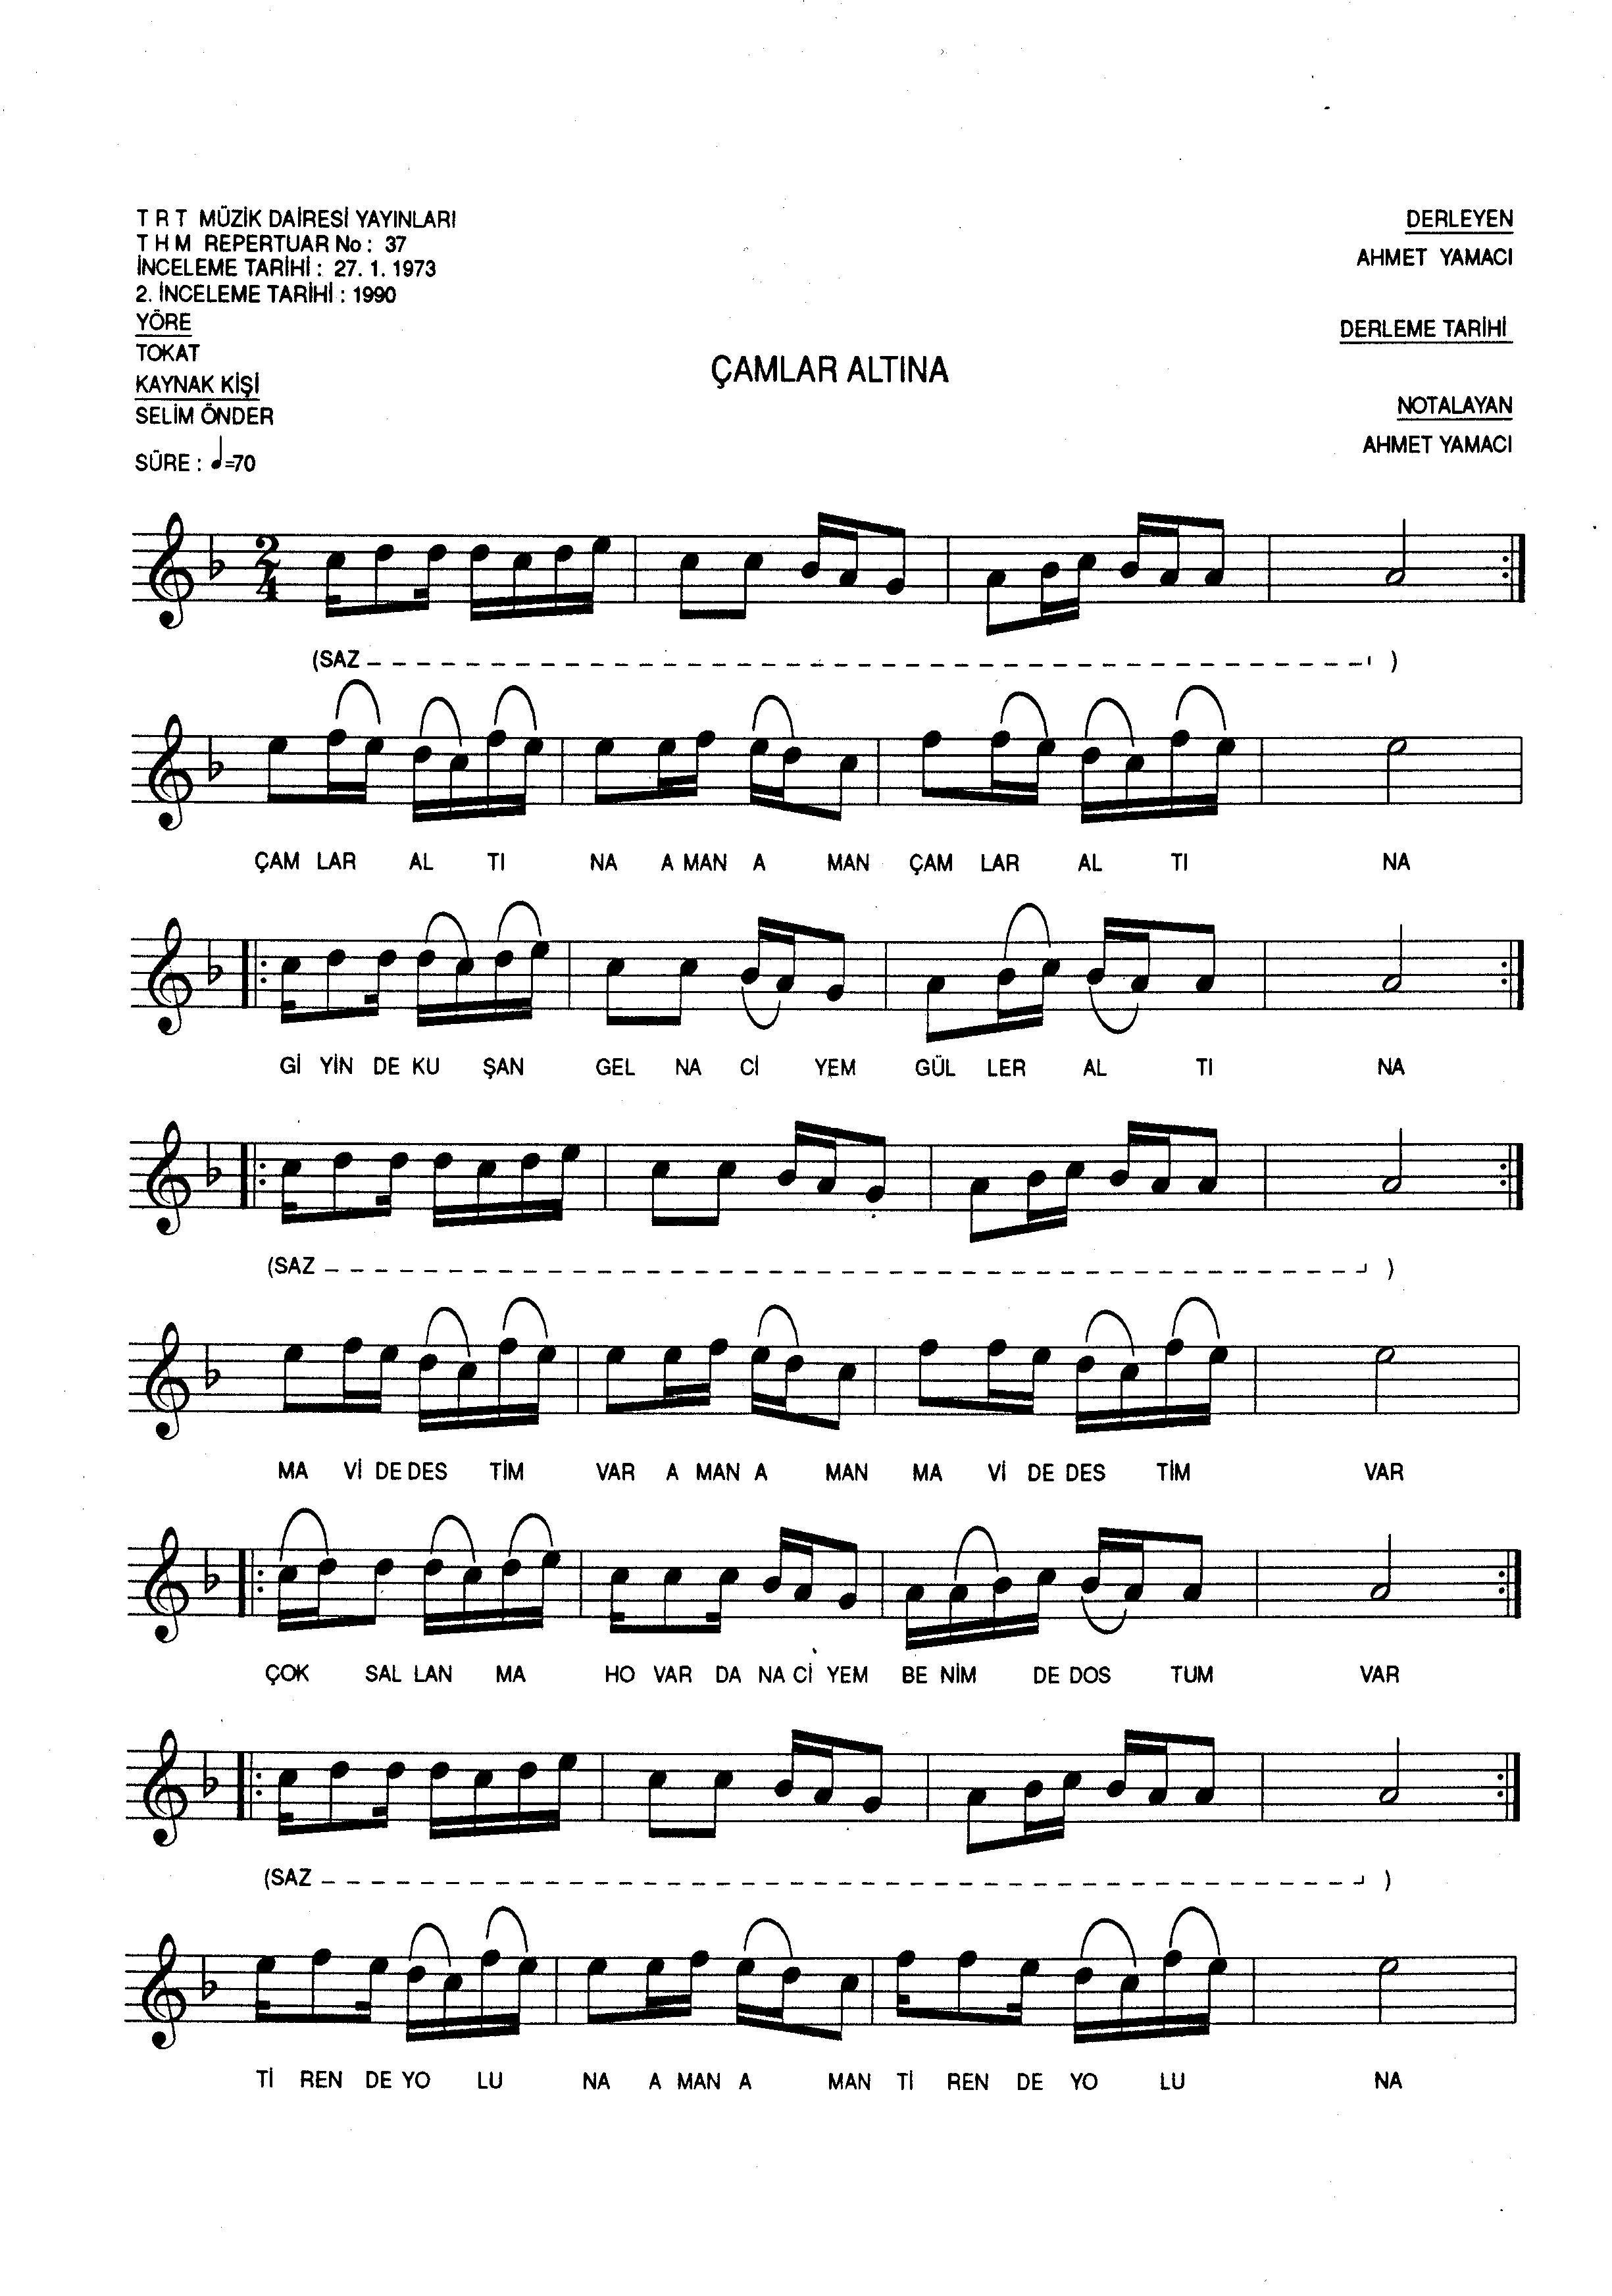 T R T MÜZİK DAİRESİ YAYINLARI
T H M REPERTUAR No : 37
İNCELEME TARİHİ : 27. 1. 1973
2. İNCELEME TARİHİ : 1990
YÖRE
TOKAT
KAYNAK KİŞİ
SELİM ÖNDER
SÜRE : ♩=70
ÇAMLAR ALTINA
DERLEYEN
AHMET YAMACI
DERLEME TARİHİ
NOTALAYAN
AHMET YAMACI
2
4
(SAZ _ _ _ _ _ _ _ _ _ _ )
ÇAM LAR AL TI NA A MAN A MAN ÇAM LAR AL TI NA
Gİ YİN DE KU ŞAN GEL NA Cİ YEM GÜL LER AL TI NA
(SAZ _ _ _ _ _ _ _ _ _ _ )
MA Vİ DE DES TİM VAR A MAN A MAN MA Vİ DE DES TİM VAR
ÇOK SAL LAN MA HO VAR DA NA Cİ YEM BE NİM DE DOS TUM VAR
(SAZ _ _ _ _ _ _ _ _ _ _ )
Tİ REN DE YO LU NA A MAN A MAN Tİ REN DE YO LU NA